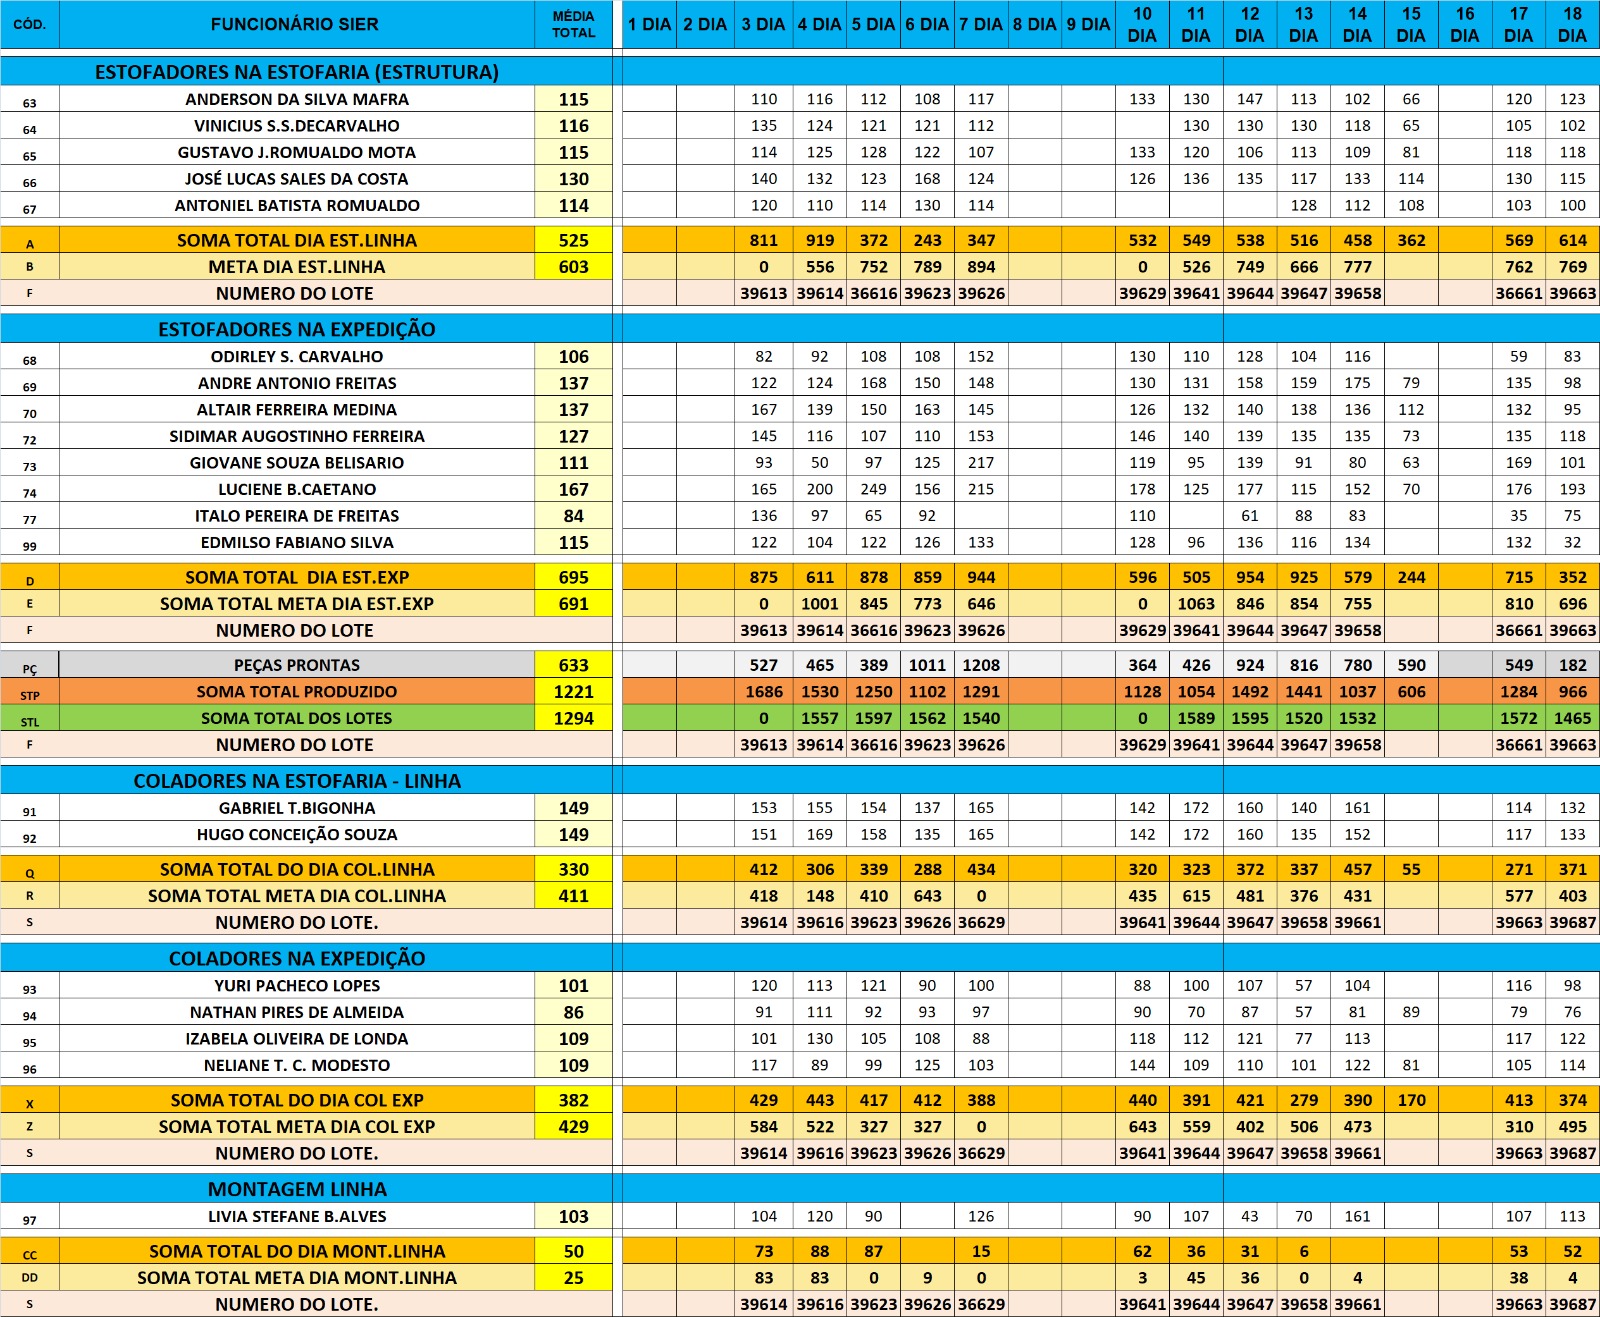 CÓD. FUNCIONÁRIO SIER MÉDIA TOTAL 1 DIA 2 DIA 3 DIA 4 DIA 5 DIA 6 DIA 7 DIA 8 DIA 9 DIA 10 DIA 11 DIA 12 DIA 13 DIA 14 DIA 15 DIA 16 DIA 17 DIA 18 DIA
ESTOFADORES NA ESTOFARIA (ESTRUTURA)
63 ANDERSON DA SILVA MAFRA 115 110 116 112 108 117 133 130 147 113 102 66 120 123
64 VINICIUS S.S.DECARVALHO 116 135 124 121 121 112 130 130 130 118 65 105 102
65 GUSTAVO J.ROMUALDO MOTA 115 114 125 128 122 107 133 120 106 113 109 81 118 118
66 JOSÉ LUCAS SALES DA COSTA 130 140 132 123 168 124 126 136 135 117 133 114 130 115
67 ANTONIEL BATISTA ROMUALDO 114 120 110 114 130 114 128 112 108 103 100
A SOMA TOTAL DIA EST.LINHA 525 811 919 372 243 347 532 549 538 516 458 362 569 614
B META DIA EST.LINHA 603 0 556 752 789 894 0 526 749 666 777 762 769
F NUMERO DO LOTE 39613 39614 36616 39623 39626 39629 39641 39644 39647 39658 36661 39663
ESTOFADORES NA EXPEDIÇÃO
68 ODIRLEY S. CARVALHO 106 82 92 108 108 152 130 110 128 104 116 59 83
69 ANDRE ANTONIO FREITAS 137 122 124 168 150 148 130 131 158 159 175 79 135 98
70 ALTAIR FERREIRA MEDINA 137 167 139 150 163 145 126 132 140 138 136 112 132 95
72 SIDIMAR AUGOSTINHO FERREIRA 127 145 116 107 110 153 146 140 139 135 135 73 135 118
73 GIOVANE SOUZA BELISARIO 111 93 50 97 125 217 119 95 139 91 80 63 169 101
74 LUCIENE B.CAETANO 167 165 200 249 156 215 178 125 177 115 152 70 176 193
77 ITALO PEREIRA DE FREITAS 84 136 97 65 92 110 61 88 83 35 75
99 EDMILSO FABIANO SILVA 115 122 104 122 126 133 128 96 136 116 134 132 32
D SOMA TOTAL DIA EST.EXP 695 875 611 878 859 944 596 505 954 925 579 244 715 352
E SOMA TOTAL META DIA EST.EXP 691 0 1001 845 773 646 0 1063 846 854 755 810 696
F NUMERO DO LOTE 39613 39614 36616 39623 39626 39629 39641 39644 39647 39658 36661 39663
PÇ PEÇAS PRONTAS 633 527 465 389 1011 1208 364 426 924 816 780 590 549 182
STP SOMA TOTAL PRODUZIDO 1221 1686 1530 1250 1102 1291 1128 1054 1492 1441 1037 606 1284 966
STL SOMA TOTAL DOS LOTES 1294 0 1557 1597 1562 1540 0 1589 1595 1520 1532 1572 1465
F NUMERO DO LOTE 39613 39614 36616 39623 39626 39629 39641 39644 39647 39658 36661 39663
COLADORES NA ESTOFARIA - LINHA
91 GABRIEL T.BIGONHA 149 153 155 154 137 165 142 172 160 140 161 114 132
92 HUGO CONCEIÇÃO SOUZA 149 151 169 158 135 165 142 172 160 135 152 117 133
Q SOMA TOTAL DO DIA COL.LINHA 330 412 306 339 288 434 320 323 372 337 457 55 271 371
R SOMA TOTAL META DIA COL.LINHA 411 418 148 410 643 0 435 615 481 376 431 577 403
S NUMERO DO LOTE. 39614 39616 39623 39626 36629 39641 39644 39647 39658 39661 39663 39687
COLADORES NA EXPEDIÇÃO
93 YURI PACHECO LOPES 101 120 113 121 90 100 88 100 107 57 104 116 98
94 NATHAN PIRES DE ALMEIDA 86 91 111 92 93 97 90 70 87 57 81 89 79 76
95 IZABELA OLIVEIRA DE LONDA 109 101 130 105 108 88 118 112 121 77 113 117 122
96 NELIANE T. C. MODESTO 109 117 89 99 125 103 144 109 110 101 122 81 105 114
X SOMA TOTAL DO DIA COL EXP 382 429 443 417 412 388 440 391 421 279 390 170 413 374
Z SOMA TOTAL META DIA COL EXP 429 584 522 327 327 0 643 559 402 506 473 310 495
S NUMERO DO LOTE. 39614 39616 39623 39626 36629 39641 39644 39647 39658 39661 39663 39687
MONTAGEM LINHA
97 LIVIA STEFANE B.ALVES 103 104 120 90 126 90 107 43 70 161 107 113
CC SOMA TOTAL DO DIA MONT.LINHA 50 73 88 87 15 62 36 31 6 53 52
DD SOMA TOTAL META DIA MONT.LINHA 25 83 83 0 9 0 3 45 36 0 4 38 4
S NUMERO DO LOTE. 39614 39616 39623 39626 36629 39641 39644 39647 39658 39661 39663 39687